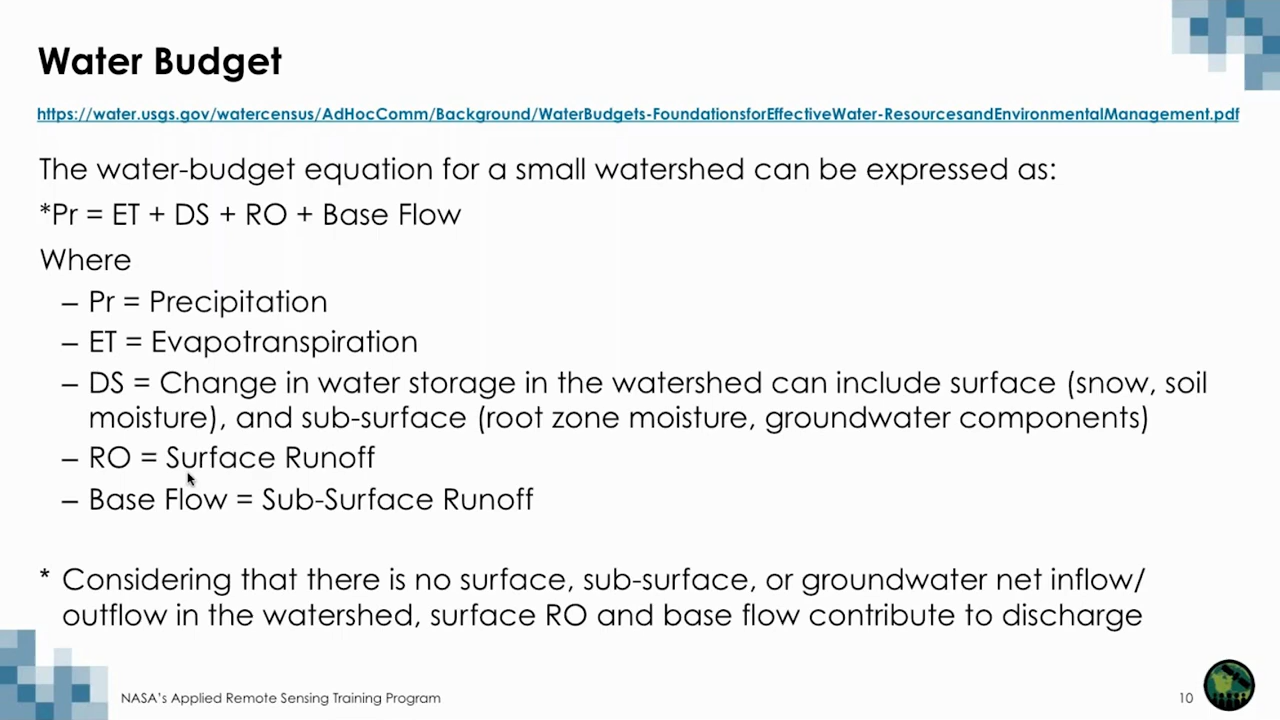 Water Budget
https://water.usgs.gov/watercensus/AdHocComm/Background/WaterBudgets-FoundationsforEffectiveWater-ResourcesandEnvironmentalManagement.pdf
The water-budget equation for a small watershed can be expressed as:
*Pr = ET + DS + RO + Base Flow
Where
– Pr = Precipitation
– ET = Evapotranspiration
– DS = Change in water storage in the watershed can include surface (snow, soil
moisture), and sub-surface (root zone moisture, groundwater components)
– RO = Surface Runoff
– Base Flow = Sub-Surface Runoff
* Considering that there is no surface, sub-surface, or groundwater net inflow/
outflow in the watershed, surface RO and base flow contribute to discharge
NASA's Applied Remote Sensing Training Program
10